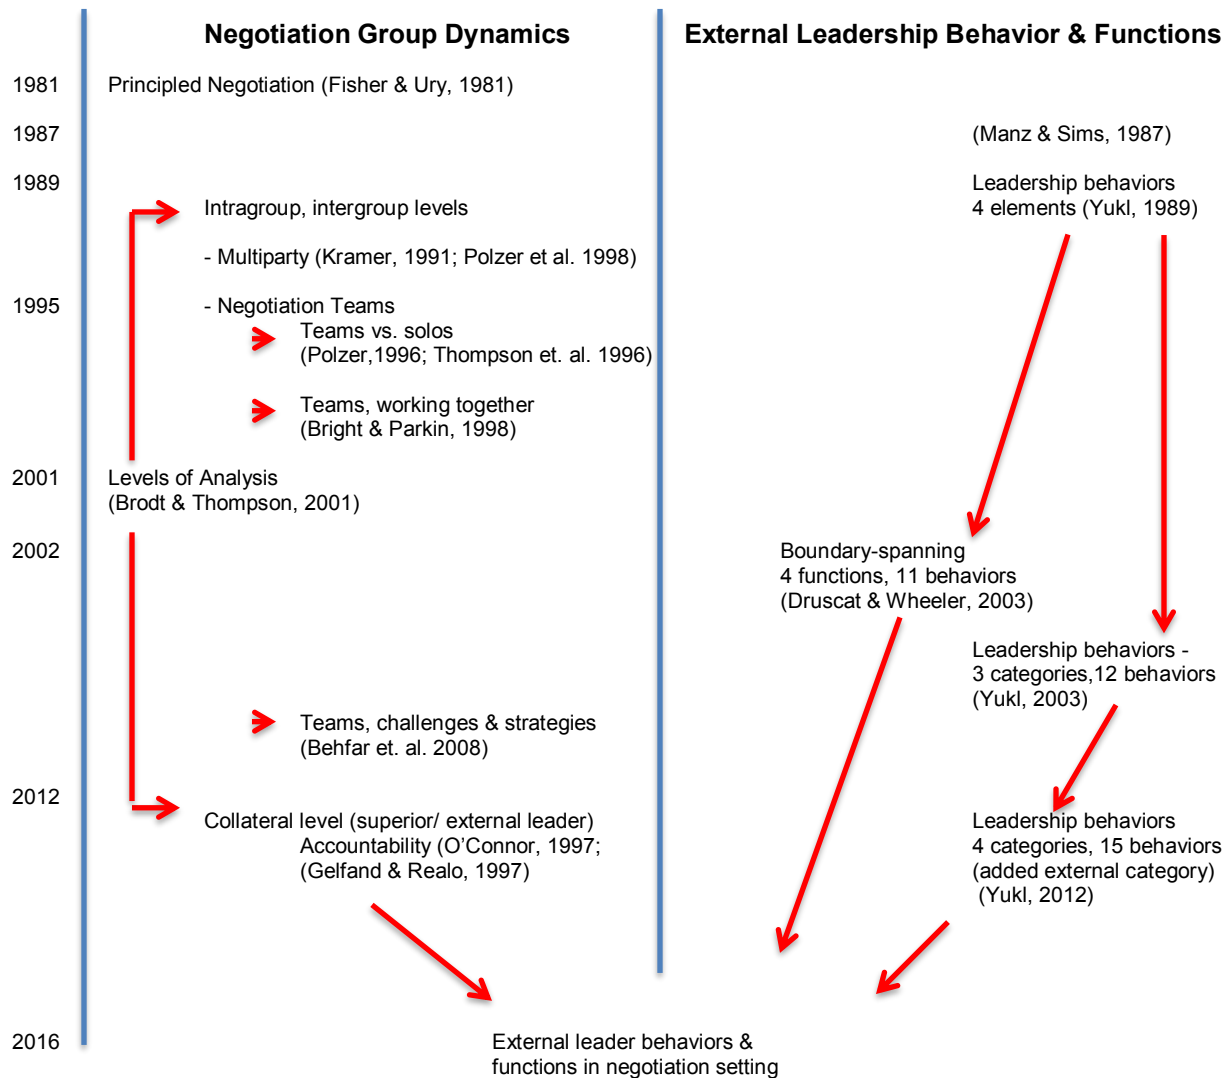 Negotiation Group Dynamics
External Leadership Behavior & Functions
1981
Principled Negotiation (Fisher & Ury, 1981)
1987
(Manz & Sims, 1987)
1989
Leadership behaviors
4 elements (Yukl, 1989)
Intragroup, intergroup levels
- Multiparty (Kramer, 1991; Polzer et al. 1998)
1995
- Negotiation Teams
Teams vs. solos
(Polzer,1996; Thompson et. al. 1996)
Teams, working together
(Bright & Parkin, 1998)
2001
Levels of Analysis
(Brodt & Thompson, 2001)
2002
Boundary-spanning
4 functions, 11 behaviors
(Druscat & Wheeler, 2003)
Leadership behaviors -
3 categories,12 behaviors
(Yukl, 2003)
Teams, challenges & strategies
(Behfar et. al. 2008)
2012
Collateral level (superior/ external leader)
Accountability (O’Connor, 1997;
(Gelfand & Realo, 1997)
Leadership behaviors
4 categories, 15 behaviors
(added external category)
(Yukl, 2012)
2016
External leader behaviors &
functions in negotiation setting